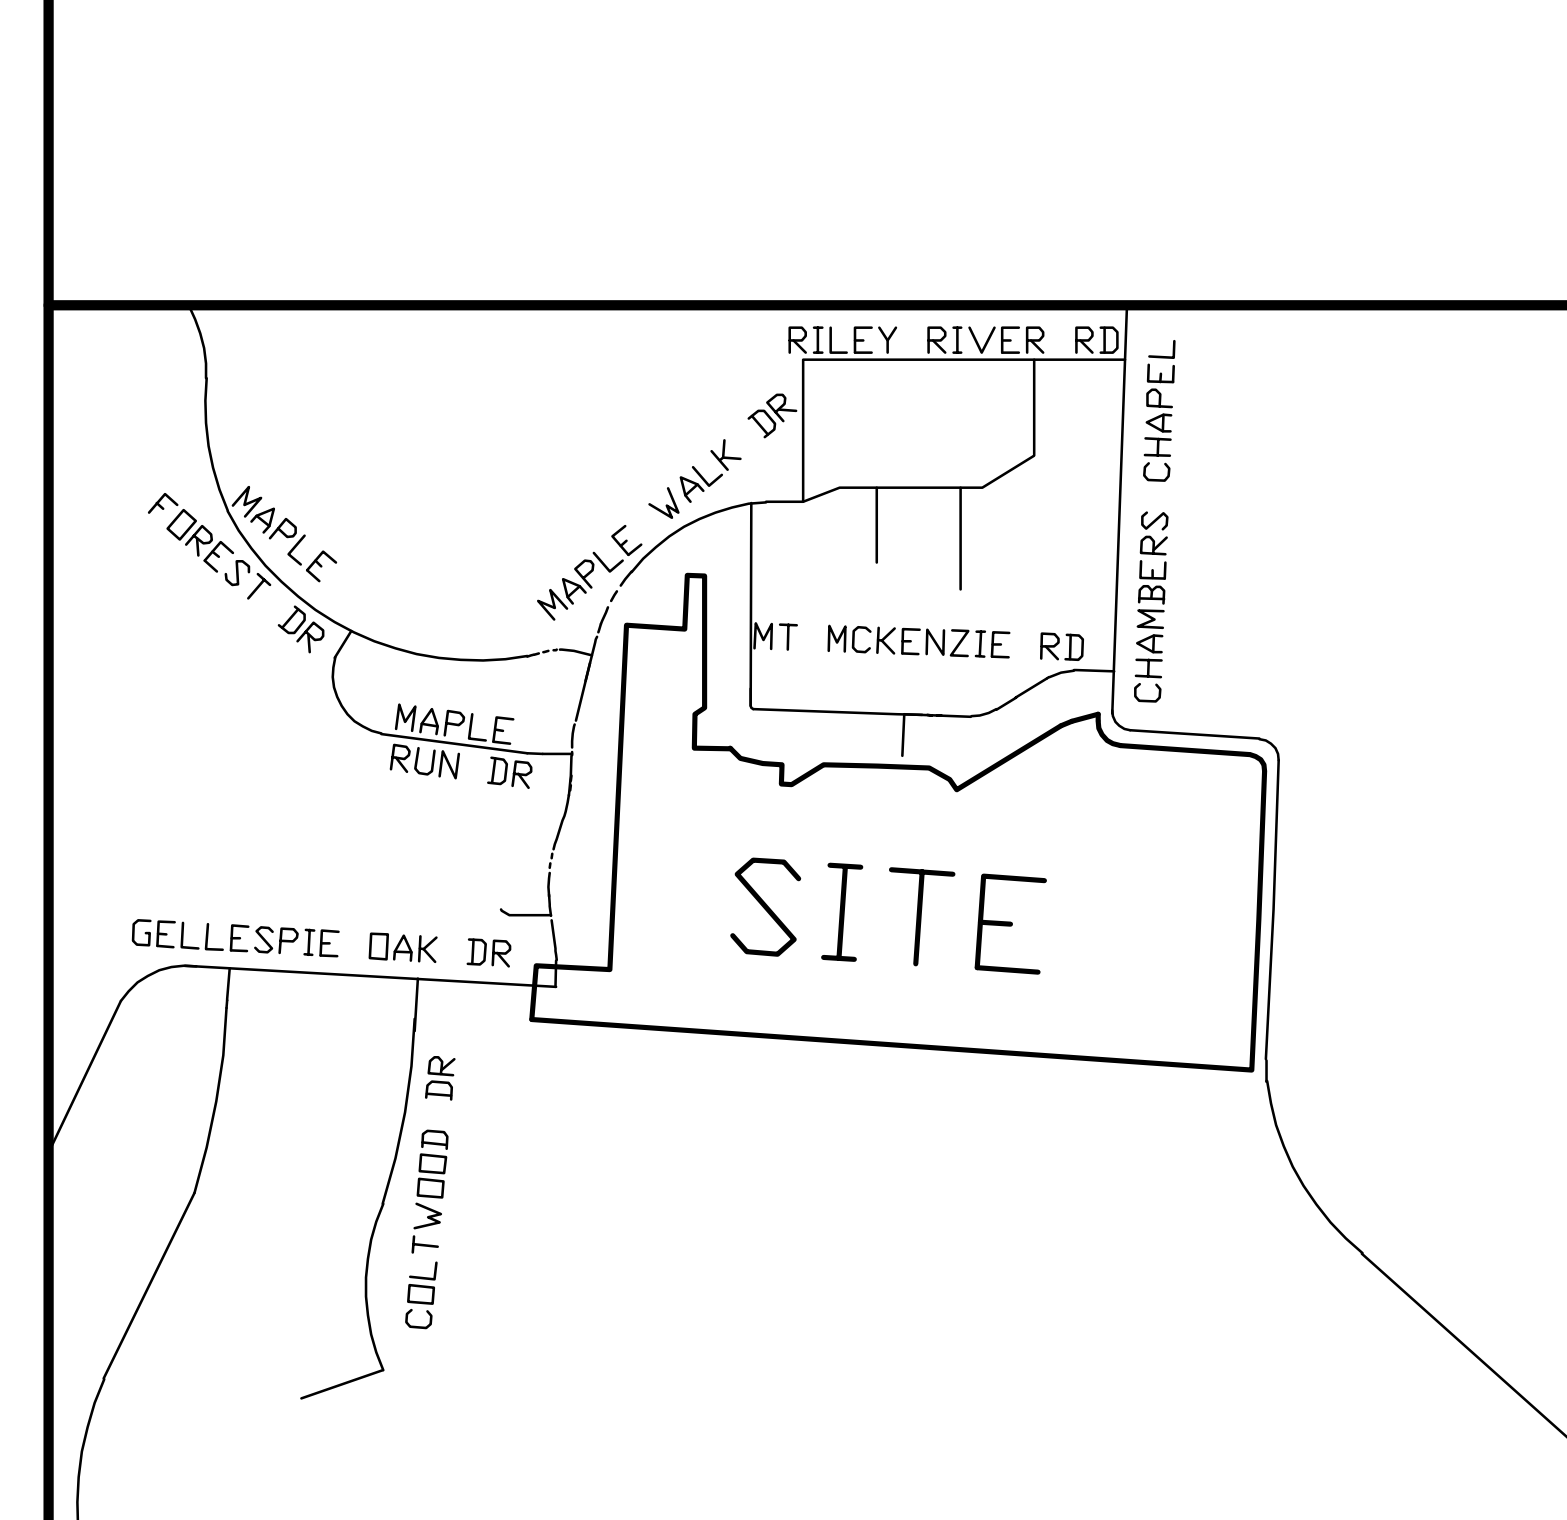 RILEY RIVER RD
CHAMBERS CHAPEL
MAPLE WALK DR
MAPLE
FOREST DR
MT MCKENZIE RD
MAPLE
RUN DR
SITE
GELLESPIE OAK DR
COLTWOOD DR